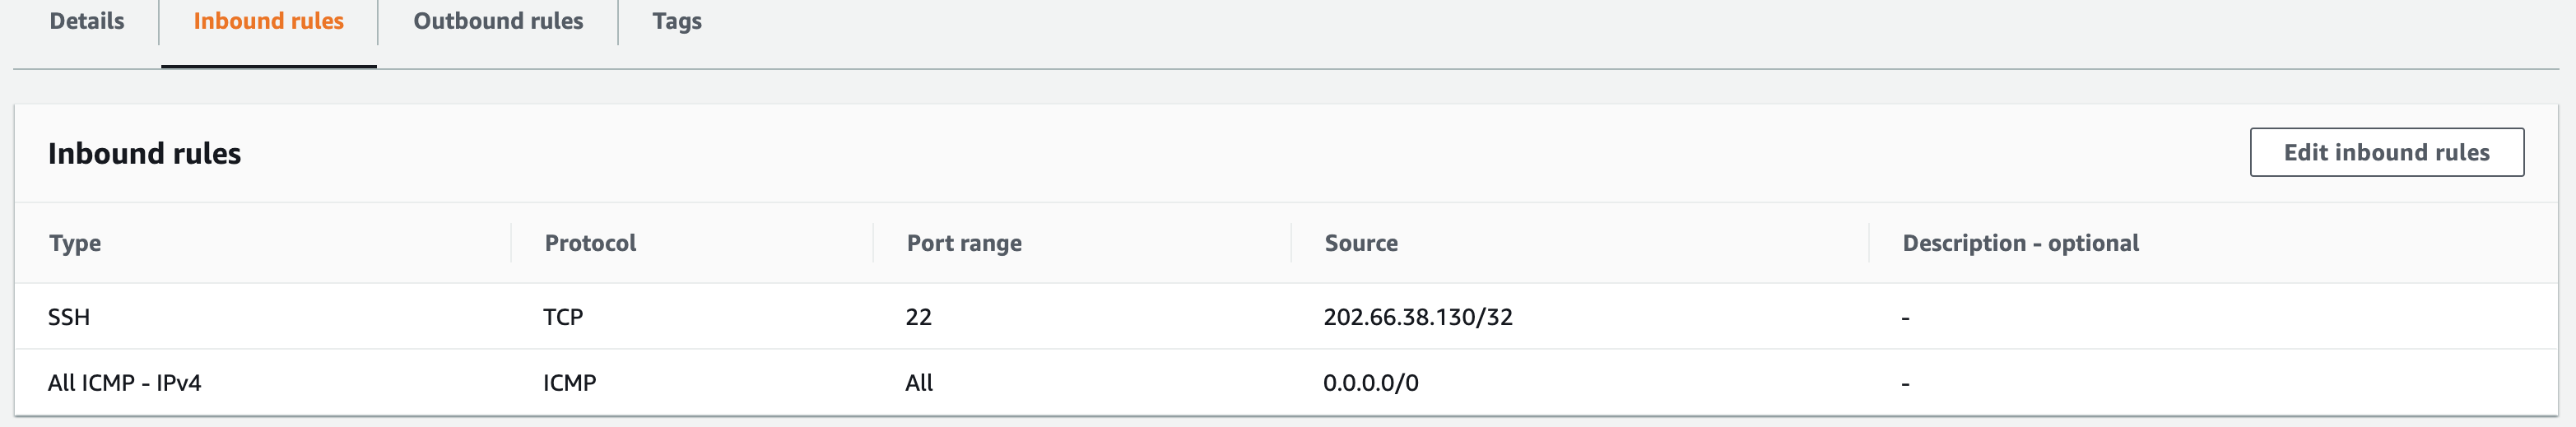 Details Inbound rules Outbound rules Tags
Inbound rules Edit inbound rules
Type Protocol Port range Source Description - optional
SSH TCP 22 202.66.38.130/32 -
All ICMP - IPv4 ICMP All 0.0.0.0/0 -